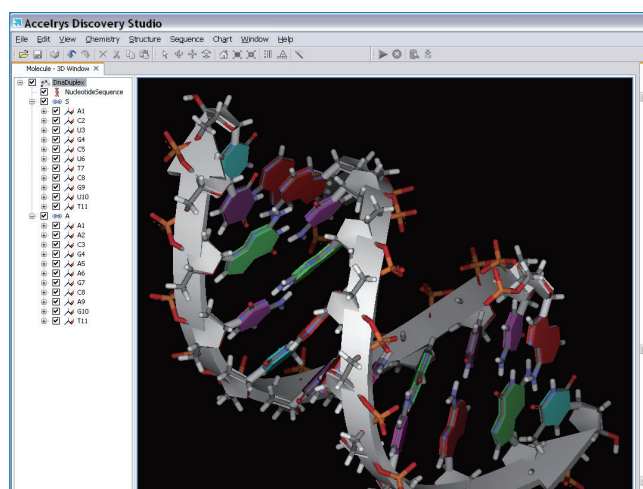 Accelrys Discovery Studio
File Edit View Chemistry Structure Sequence Chart Window Help
Molecule - 3D Window
DnaDuplex
NucleotideSequence
S
A1
C2
U3
G4
C5
U6
T7
C8
G9
U10
T11
A
A1
A2
C3
G4
A5
A6
G7
C8
A9
G10
T11